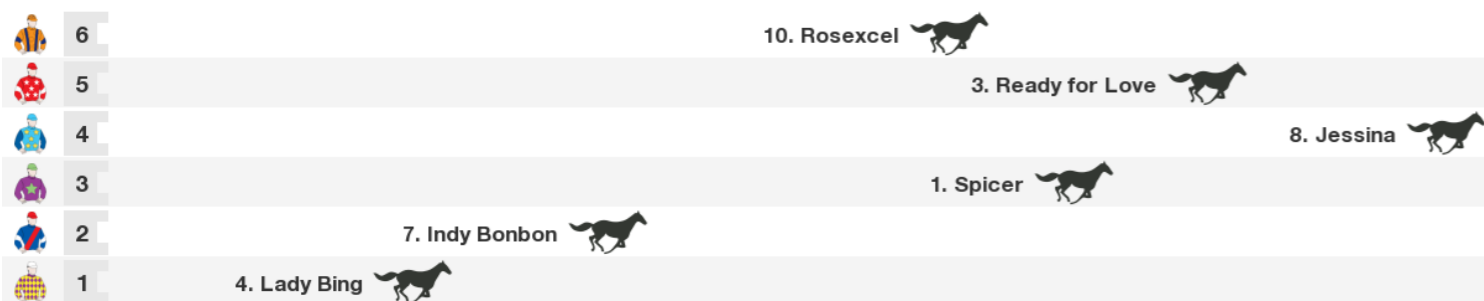 6 10. Rosexcel
5 3. Ready for Love
4 8. Jessina
3 1. Spicer
2 7. Indy Bonbon
1 4. Lady Bing